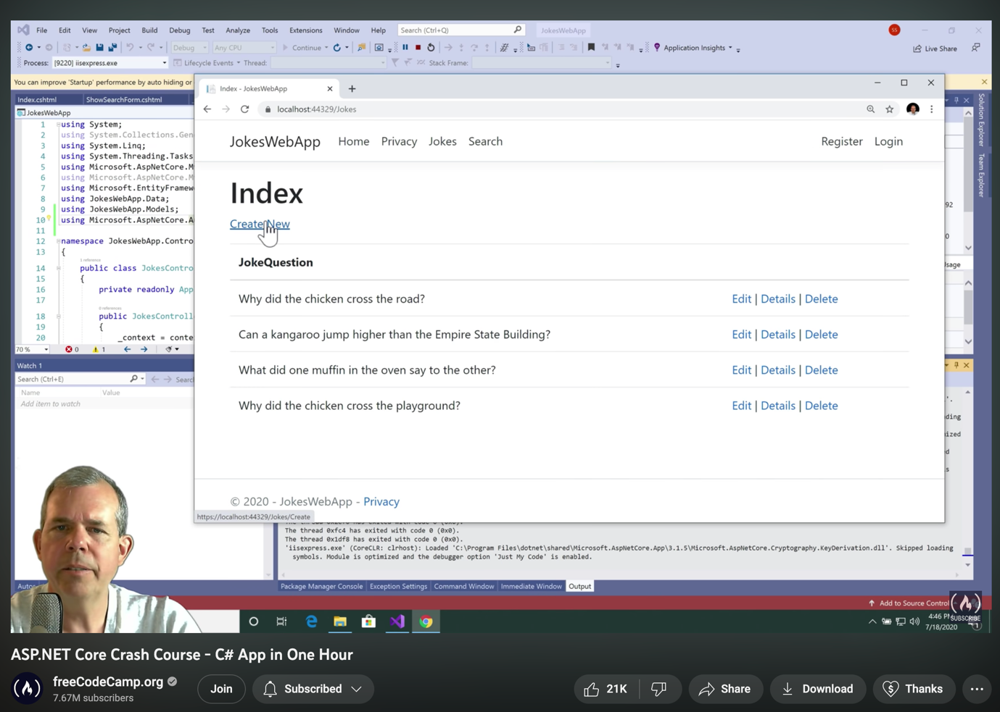 File Edit View Project Build Debug Test Analyze Tools Extensions Window Help Search (Ctrl+Q) JokesWebApp SS
Debug Any CPU Continue Application Insights Live Share
Process: [9220] iisexpress.exe Lifecycle Events Thread: Stack Frame:
You can improve 'Startup' performance by auto hiding or
Index.cshtml ShowSearchForm.cshtml
JokesWebApp
1 using System;
2 using System.Collections.Gen
3 using System.Linq;
4 using System.Threading.Tasks
5 using Microsoft.AspNetCore.M
6 using Microsoft.AspNetCore.M
7 using Microsoft.EntityFramew
8 using JokesWebApp.Data;
9 using JokesWebApp.Models;
10 using Microsoft.AspNetCore.A
11
12 namespace JokesWebApp.Contro
13 {
1 reference
14 public class JokesContro
15 {
16 private readonly App
17
0 references
18 public JokesControll
19 {
20 _context = conte
70 % 0 1
Watch 1
Search (Ctrl+E) Search
Name Value
Add item to watch
Solution Explorer
Team Explorer
Index - JokesWebApp
localhost:44329/Jokes
JokesWebApp Home Privacy Jokes Search Register Login
Index
Create New
JokeQuestion
Why did the chicken cross the road? Edit | Details | Delete
Can a kangaroo jump higher than the Empire State Building? Edit | Details | Delete
What did one muffin in the oven say to the other? Edit | Details | Delete
Why did the chicken cross the playground? Edit | Details | Delete
© 2020 - JokesWebApp - Privacy
https://localhost:44329/Jokes/Create
The thread 0xfc4 has exited with code 0 (0x0).
The thread 0x1df8 has exited with code 0 (0x0).
'iisexpress.exe' (CoreCLR: clrhost): Loaded 'C:\Program Files\dotnet\shared\Microsoft.AspNetCore.App\3.1.5\Microsoft.AspNetCore.Cryptography.KeyDerivation.dll'. Skipped loading
symbols. Module is optimized and the debugger option 'Just My Code' is enabled.
Package Manager Console Exception Settings Command Window Immediate Window Output
Add to Source Control
SUBSCRIBE
4:46 PM
7/18/2020
ASP.NET Core Crash Course – C# App in One Hour
freeCodeCamp.org
7.67M subscribers
Join Subscribed 21K Share Download Thanks